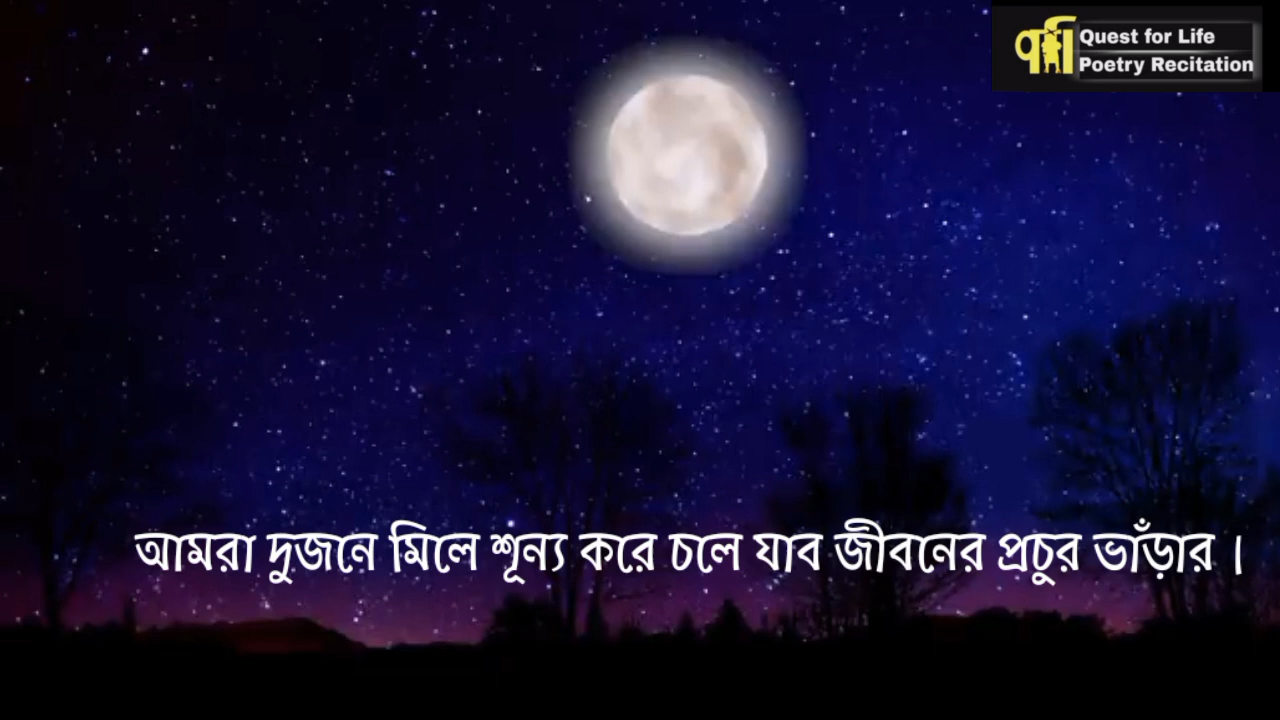 Quest for Life
Poetry Recitation
আমরা দুজনে মিলে শূন্য করে চলে যাব জীবনের প্রচুর ভাঁড়ার ।